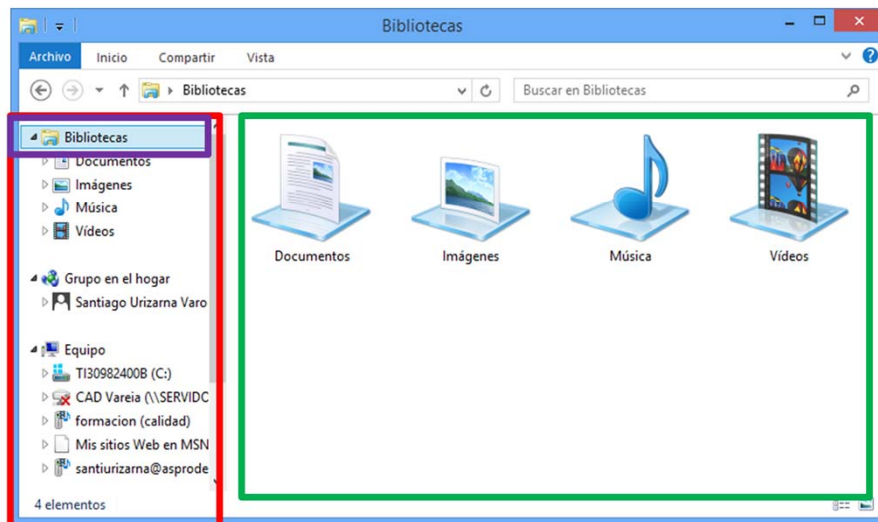 Bibliotecas
Archivo Inicio Compartir Vista
Bibliotecas
Buscar en Bibliotecas
Bibliotecas
Documentos
Imágenes
Música
Vídeos
Grupo en el hogar
Santiago Urizarna Varo
Equipo
TI30982400B (C:)
CAD Vareia (\\SERVIDC
formacion (calidad)
Mis sitios Web en MSN
santiurizarna@asprode
Documentos Imágenes Música Vídeos
4 elementos